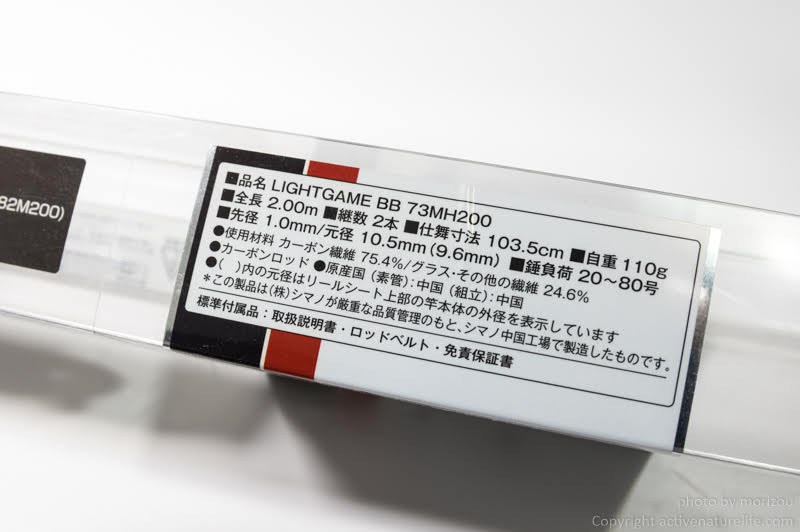 82M200)
■品名 LIGHTGAME BB 73MH200
■全長 2.00m ■継数 2本 ■仕舞寸法 103.5cm ■自重 110g
■先径 1.0mm/元径 10.5mm(9.6mm) ■錘負荷 20〜80号
●使用材料 カーボン繊維 75.4%/グラス・その他の繊維 24.6%
●カーボンロッド ●原産国 (素管):中国 (組立):中国
●( )内の元径はリールシート上部の竿本体の外径を表示しています
*この製品は(株)シマノが厳重な品質管理のもと、シマノ中国工場で製造したものです。
標準付属品:取扱説明書・ロッドベルト・免責保証書
photo by morizou
Copyright activenaturelife.com